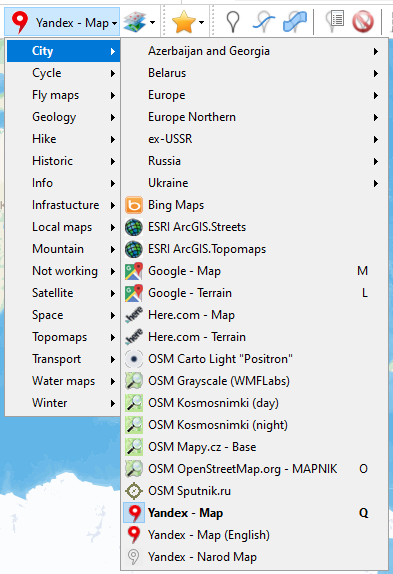 Yandex - Map
City
Cycle
Fly maps
Geology
Hike
Historic
Info
Infrastucture
Local maps
Mountain
Not working
Satellite
Space
Topomaps
Transport
Water maps
Winter
Azerbaijan and Georgia
Belarus
Europe
Europe Northern
ex-USSR
Russia
Ukraine
Bing Maps
ESRI ArcGIS.Streets
ESRI ArcGIS.Topomaps
Google - Map M
Google - Terrain L
Here.com - Map
Here.com - Terrain
OSM Carto Light "Positron"
OSM Grayscale (WMFLabs)
OSM Kosmosnimki (day)
OSM Kosmosnimki (night)
OSM Mapy.cz - Base
OSM OpenStreetMap.org - MAPNIK O
OSM Sputnik.ru
Yandex - Map Q
Yandex - Map (English)
Yandex - Narod Map